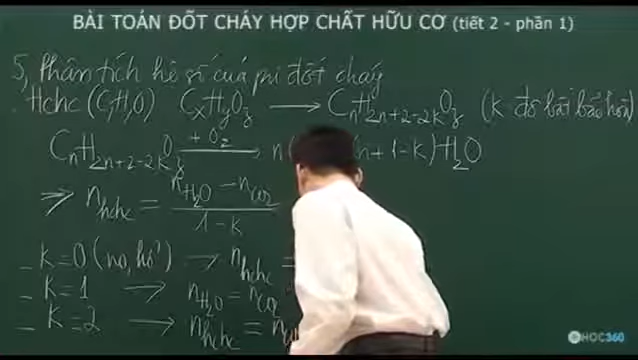 BÀI TOÁN ĐỐT CHÁY HỢP CHẤT HỮU CƠ (tiết 2 - phần 1)
5, Phân tích hệ số của pư đốt cháy
Hchc (C,H,O) CxHyOz → CnH2n+2-2kOz (k độ bất bão hòa)
CnH2n+2-2kOz + O2 → n (n+1-k)H2O
⇒ nhchc = nH2O - nCO2
1-k
- k=0 (no, hở) → nhchc =
- k=1 → nH2O = nCO2
- k=2 → nhchc = n
HOC360